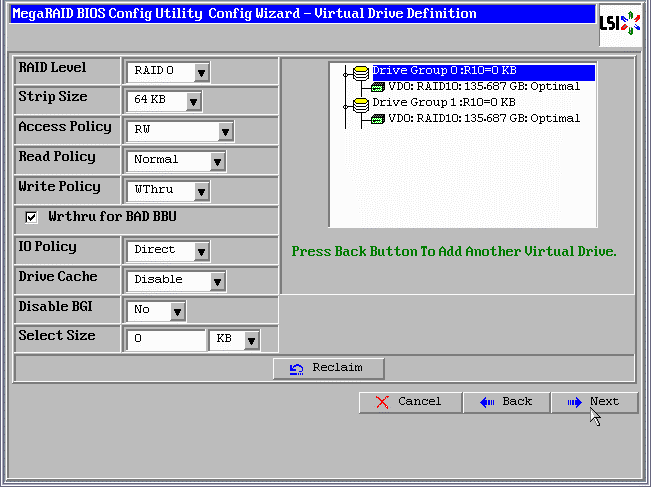 MegaRAID BIOS Config Utility Config Wizard – Virtual Drive Definition
LSI
RAID Level
RAID 0
Strip Size
64 KB
Access Policy
RW
Read Policy
Normal
Write Policy
WThru
Wrthru for BAD BBU
IO Policy
Direct
Drive Cache
Disable
Disable BGI
No
Select Size
0
KB
Drive Group 0:R10=0 KB
VD0: RAID10: 135.687 GB: Optimal
Drive Group 1:R10=0 KB
VD0: RAID10: 135.687 GB: Optimal
Press Back Button To Add Another Virtual Drive.
Reclaim
Cancel
Back
Next